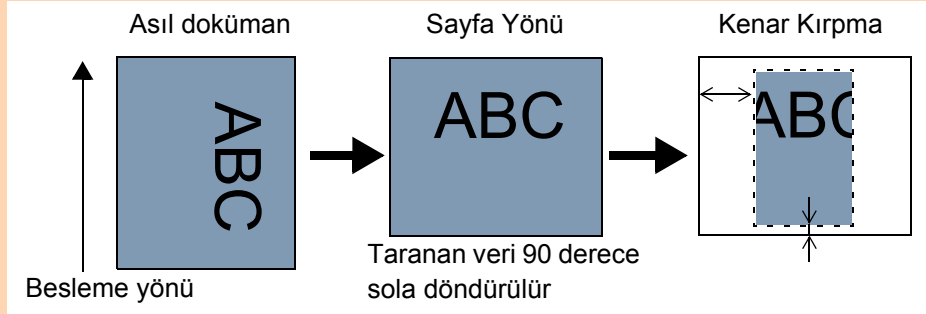 Asıl doküman
Sayfa Yönü
Kenar Kırpma
ABC
ABC
ABC
Besleme yönü
Taranan veri 90 derece
sola döndürülür